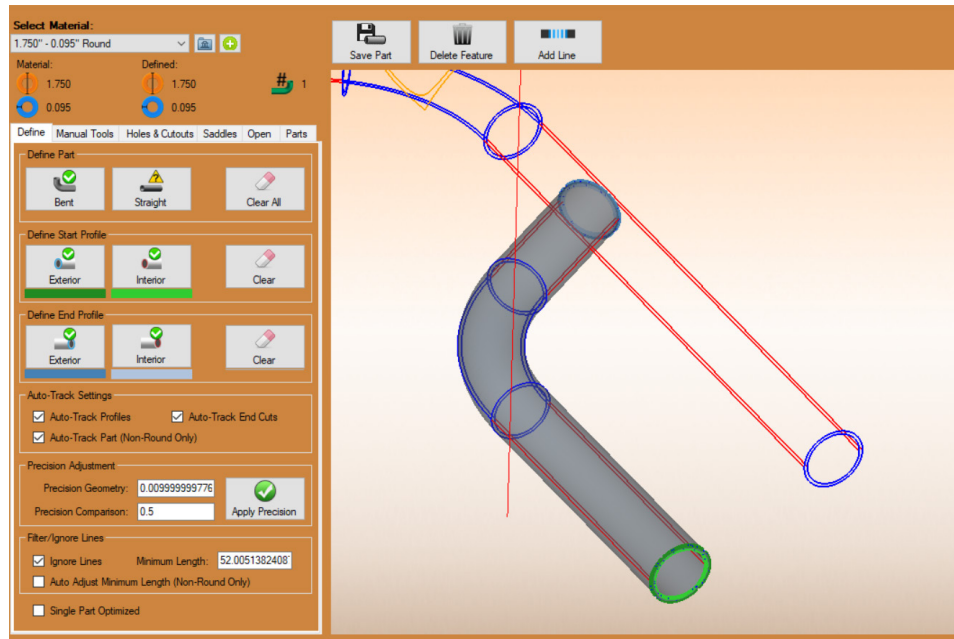 Select Material:
1.750" - 0.095" Round
Material:
Defined:
1.750
1.750
# 1
0.095
0.095
Save Part
Delete Feature
Add Line
Define
Manual Tools
Holes & Cutouts
Saddles
Open
Parts
Define Part
Bent
Straight
Clear All
Define Start Profile
Exterior
Interior
Clear
Define End Profile
Exterior
Interior
Clear
Auto-Track Settings
Auto-Track Profiles
Auto-Track End Cuts
Auto-Track Part (Non-Round Only)
Precision Adjustment
Precision Geometry: 0.009999999776
Precision Comparison: 0.5
Apply Precision
Filter/Ignore Lines
Ignore Lines
Minimum Length: 52.0051382408
Auto Adjust Minimum Length (Non-Round Only)
Single Part Optimized